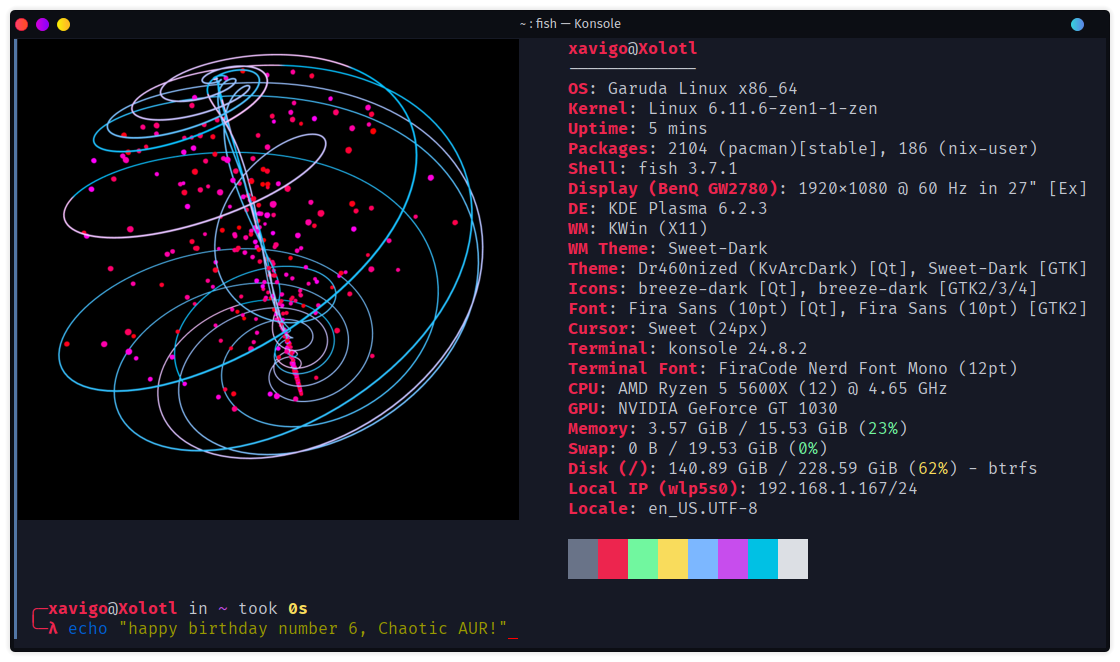 ~ : fish — Konsole
xavigo@Xolotl
OS: Garuda Linux x86_64
Kernel: Linux 6.11.6-zen1-1-zen
Uptime: 5 mins
Packages: 2104 (pacman)[stable], 186 (nix-user)
Shell: fish 3.7.1
Display (BenQ GW2780): 1920×1080 @ 60 Hz in 27" [Ex]
DE: KDE Plasma 6.2.3
WM: KWin (X11)
WM Theme: Sweet-Dark
Theme: Dr460nized (KvArcDark) [Qt], Sweet-Dark [GTK]
Icons: breeze-dark [Qt], breeze-dark [GTK2/3/4]
Font: Fira Sans (10pt) [Qt], Fira Sans (10pt) [GTK2]
Cursor: Sweet (24px)
Terminal: konsole 24.8.2
Terminal Font: FiraCode Nerd Font Mono (12pt)
CPU: AMD Ryzen 5 5600X (12) @ 4.65 GHz
GPU: NVIDIA GeForce GT 1030
Memory: 3.57 GiB / 15.53 GiB (23%)
Swap: 0 B / 19.53 GiB (0%)
Disk (/): 140.89 GiB / 228.59 GiB (62%) - btrfs
Local IP (wlp5s0): 192.168.1.167/24
Locale: en_US.UTF-8
╭─xavigo@Xolotl in ~ took 0s
╰─λ echo "happy birthday number 6, Chaotic AUR!"_